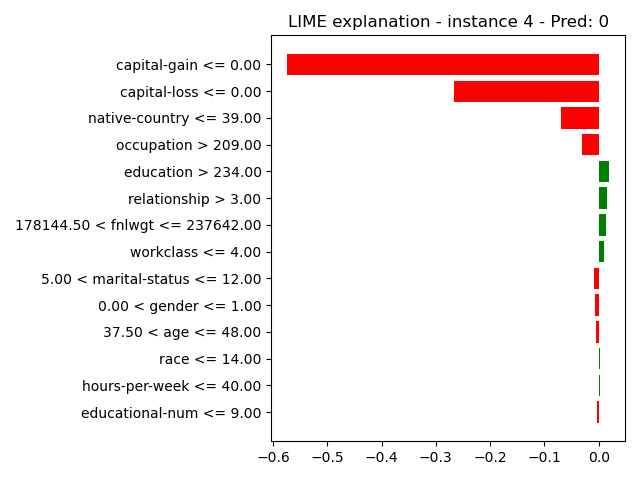 LIME explanation - instance 4 - Pred: 0
capital-gain <= 0.00
capital-loss <= 0.00
native-country <= 39.00
occupation > 209.00
education > 234.00
relationship > 3.00
178144.50 < fnlwgt <= 237642.00
workclass <= 4.00
5.00 < marital-status <= 12.00
0.00 < gender <= 1.00
37.50 < age <= 48.00
race <= 14.00
hours-per-week <= 40.00
educational-num <= 9.00
−0.6 −0.5 −0.4 −0.3 −0.2 −0.1 0.0